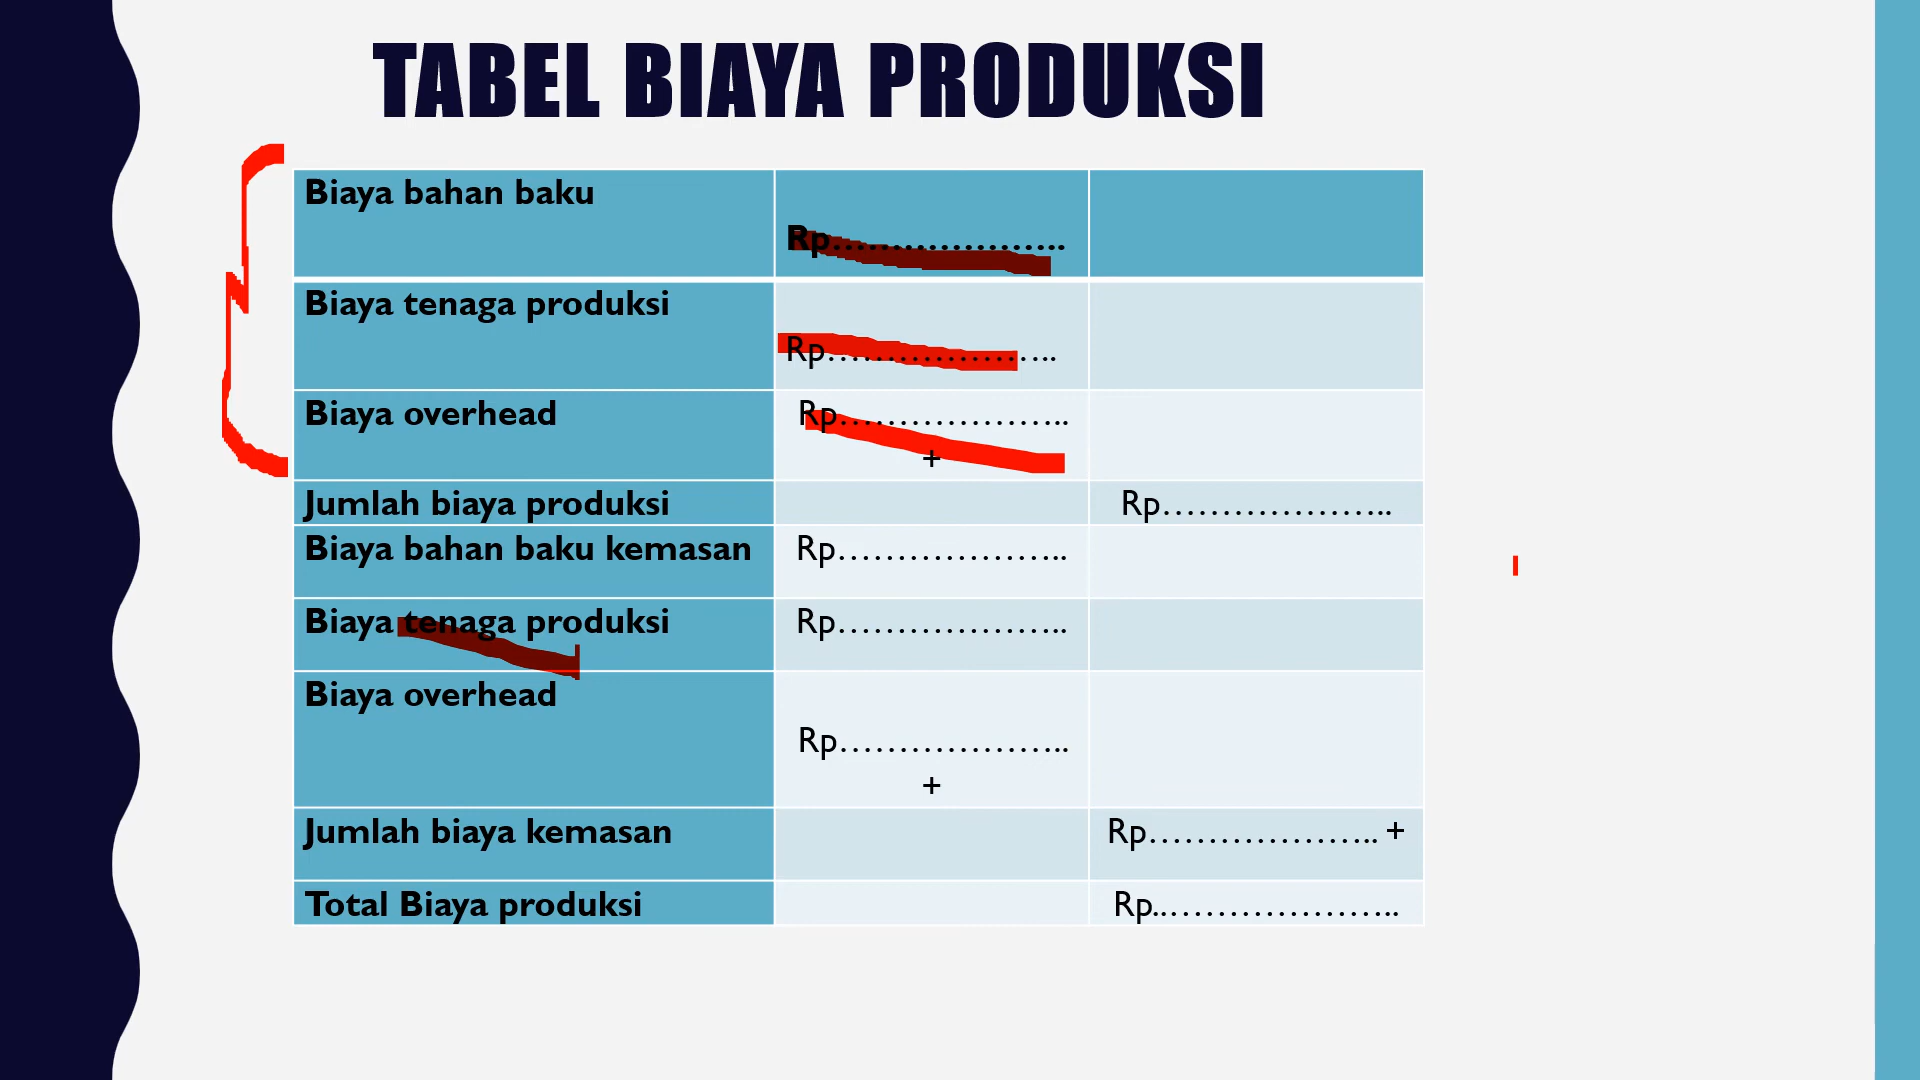 TABEL BIAYA PRODUKSI
Biaya bahan baku
Rp………………..
Biaya tenaga produksi
Rp………………..
Biaya overhead Rp………………..
+
Jumlah biaya produksi Rp………………..
Biaya bahan baku kemasan Rp………………..
Biaya tenaga produksi Rp………………..
Biaya overhead
Rp………………..
+
Jumlah biaya kemasan Rp……………….. +
Total Biaya produksi Rp..………………..